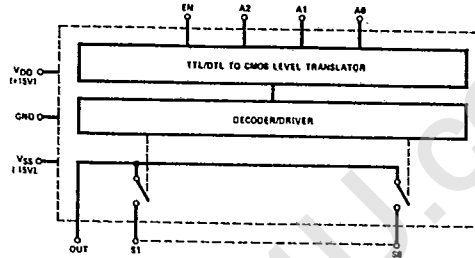 EN A2 A1 A0
TTL/DTL TO CMOS LEVEL TRANSLATOR
VDD
(+15V)
GND
DECODER/DRIVER
VSS
(-15V)
OUT S1 S8